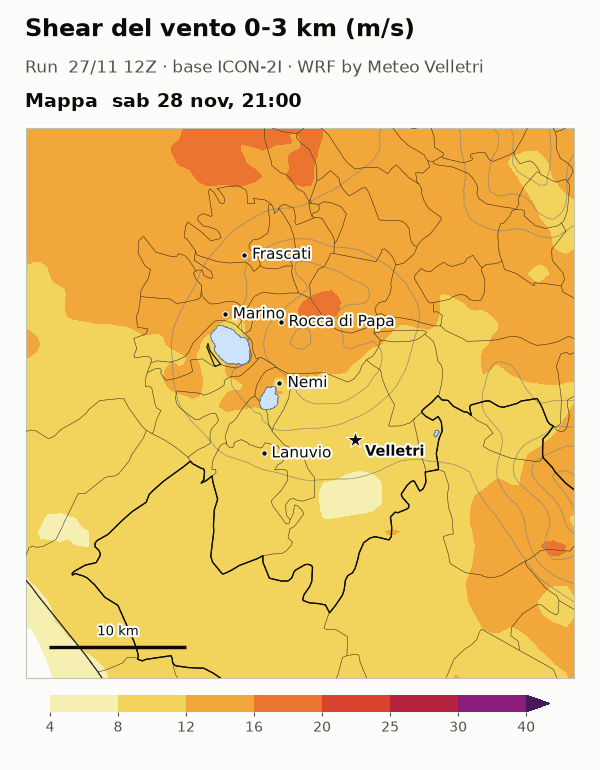 Shear del vento 0-3 km (m/s)
Run  27/11 12Z · base ICON-2I · WRF by Meteo Velletri
Mappa  sab 28 nov, 21:00
Frascati
Marino
Rocca di Papa
Nemi
Velletri
Lanuvio
10 km
4 8 12 16 20 25 30 40